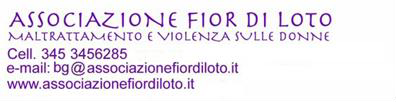 ASSOCIAZIONE FIOR DI LOTO
MALTRATTAMENTO E VIOLENZA SULLE DONNE
Cell. 345 3456285
e-mail: bg@associazionefiordiloto.it
www.associazionefiordiloto.it